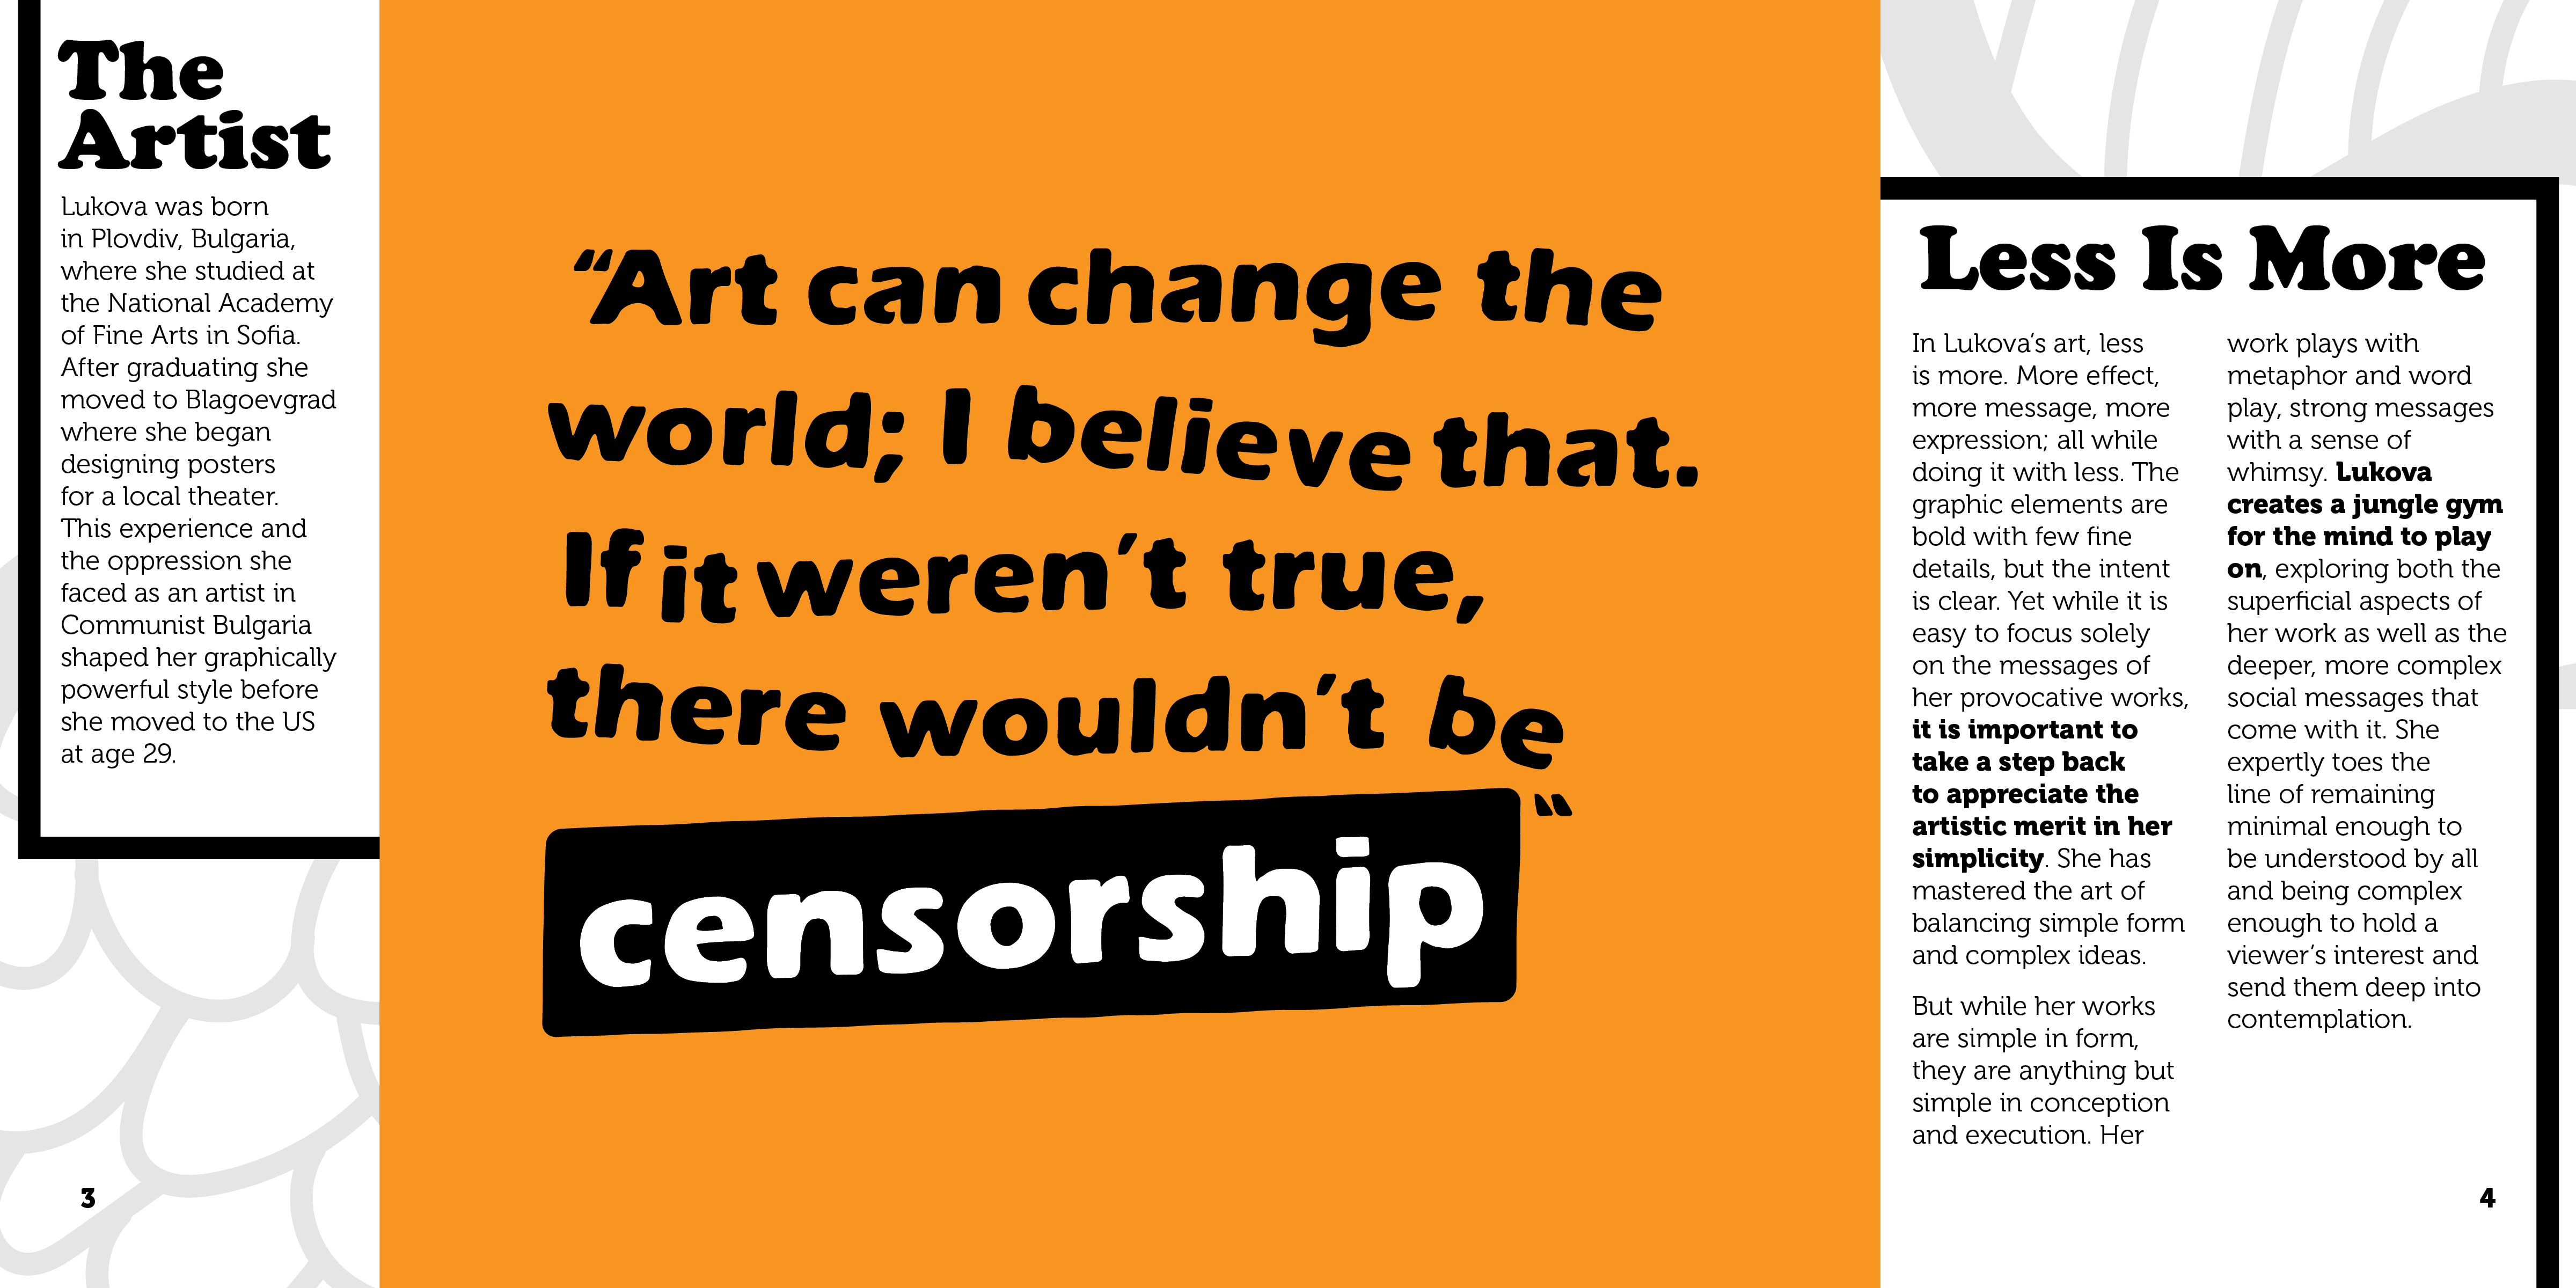 The
Artist
Lukova was born
in Plovdiv, Bulgaria,
where she studied at
the National Academy
of Fine Arts in Sofia.
After graduating she
moved to Blagoevgrad
where she began
designing posters
for a local theater.
This experience and
the oppression she
faced as an artist in
Communist Bulgaria
shaped her graphically
powerful style before
she moved to the US
at age 29.
3
“Art can change the
world; I believe that.
If it weren’t true,
there wouldn’t be
censorship“
Less Is More
In Lukova’s art, less
is more. More effect,
more message, more
expression; all while
doing it with less. The
graphic elements are
bold with few fine
details, but the intent
is clear. Yet while it is
easy to focus solely
on the messages of
her provocative works,
it is important to
take a step back
to appreciate the
artistic merit in her
simplicity. She has
mastered the art of
balancing simple form
and complex ideas.
But while her works
are simple in form,
they are anything but
simple in conception
and execution. Her
work plays with
metaphor and word
play, strong messages
with a sense of
whimsy. Lukova
creates a jungle gym
for the mind to play
on, exploring both the
superficial aspects of
her work as well as the
deeper, more complex
social messages that
come with it. She
expertly toes the
line of remaining
minimal enough to
be understood by all
and being complex
enough to hold a
viewer’s interest and
send them deep into
contemplation.
4